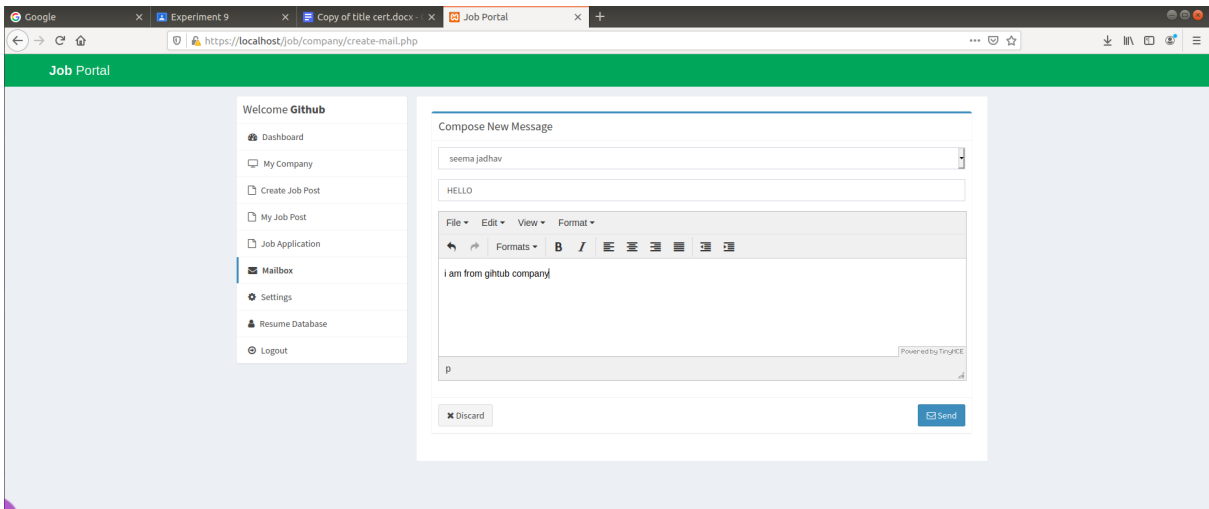 Google
Experiment 9
Copy of title cert.docx -
Job Portal
https://localhost/job/company/create-mail.php
Job Portal
Welcome Github
Dashboard
My Company
Create Job Post
My Job Post
Job Application
Mailbox
Settings
Resume Database
Logout
Compose New Message
seema jadhav
HELLO
File Edit View Format
Formats B I
i am from gihtub company
Powered by TinyMCE
p
Discard
Send